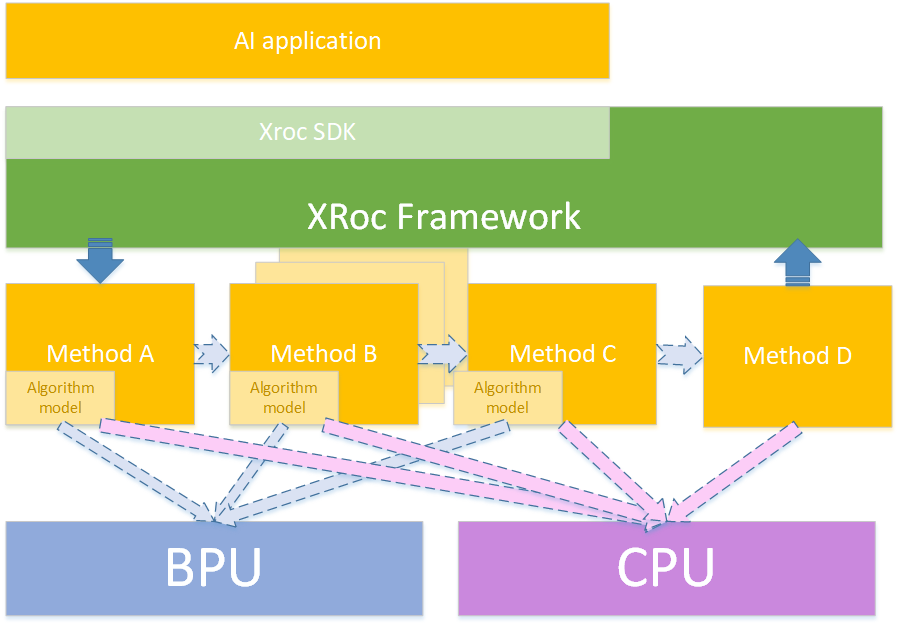 AI application
Xroc SDK
XRoc Framework
Method A
Method B
Method C
Method D
Algorithm
model
Algorithm
model
Algorithm
model
BPU
CPU